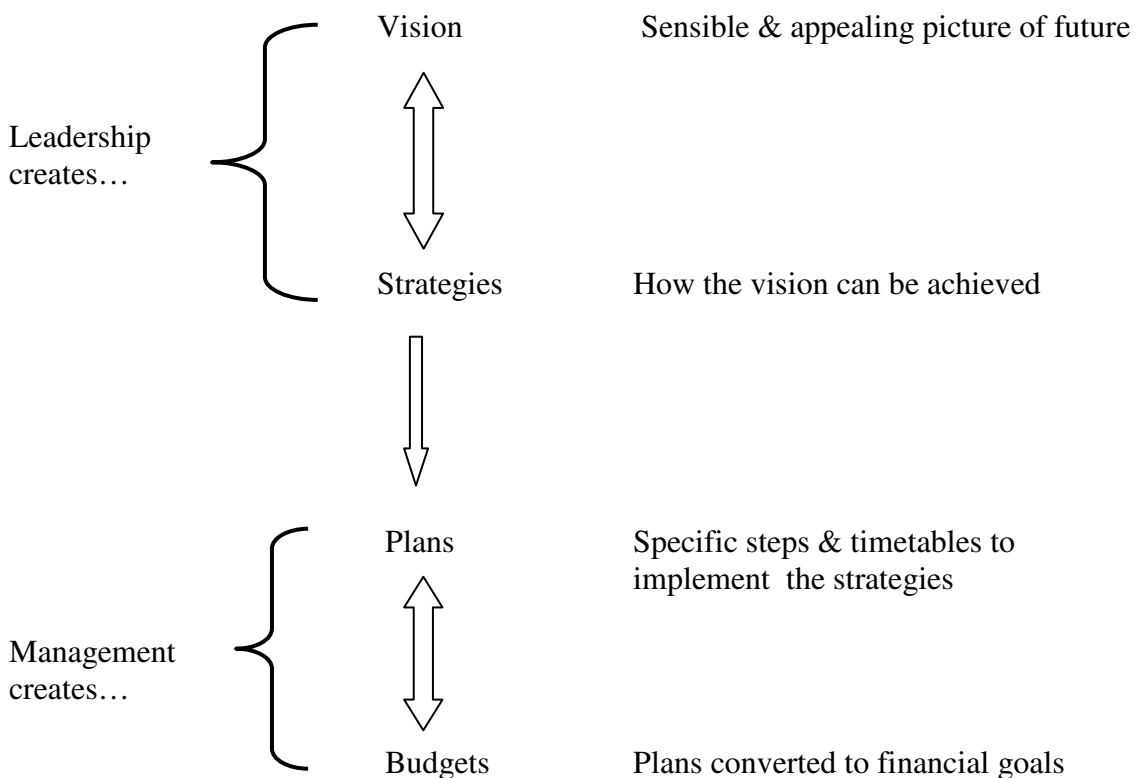 Vision
Sensible & appealing picture of future
Leadership
creates…
Strategies
How the vision can be achieved
Plans
Specific steps & timetables to
implement the strategies
Management
creates…
Budgets
Plans converted to financial goals